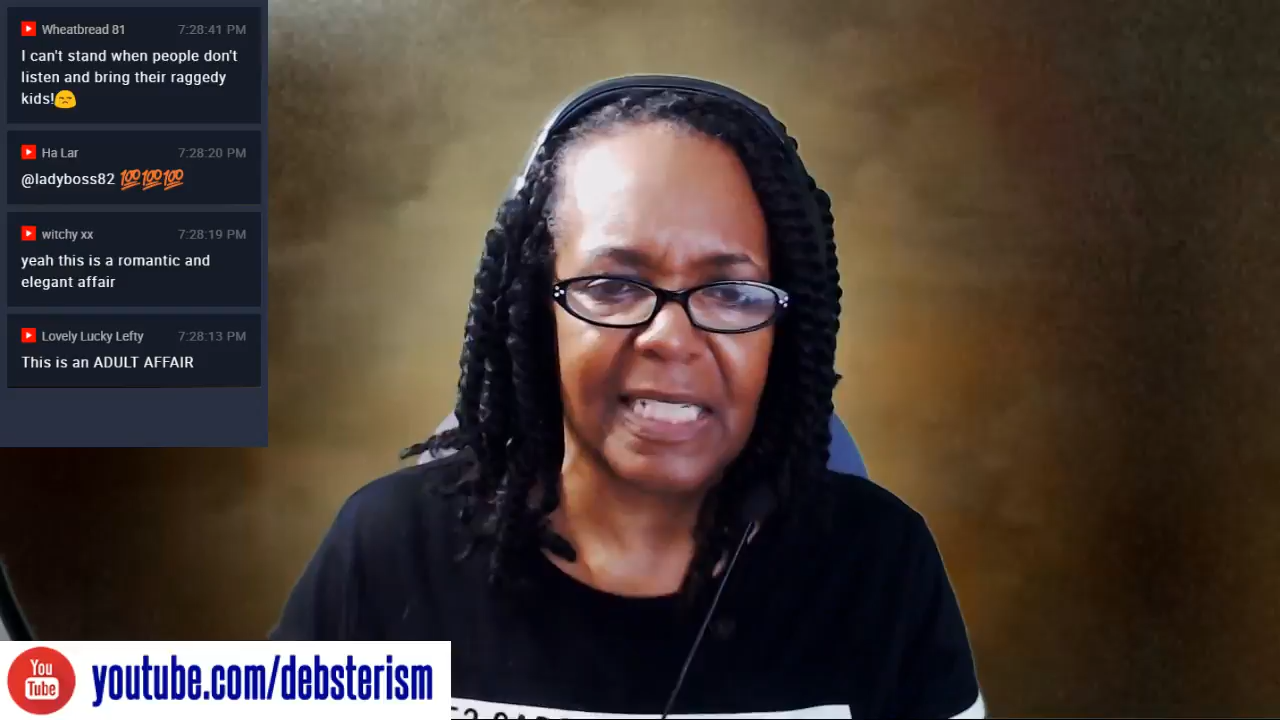 Wheatbread 81 7:28:41 PM
I can't stand when people don't
listen and bring their raggedy
kids!😒
Ha Lar 7:28:20 PM
@ladyboss82 💯💯💯
witchy xx 7:28:19 PM
yeah this is a romantic and
elegant affair
Lovely Lucky Lefty 7:28:13 PM
This is an ADULT AFFAIR
You
Tube
youtube.com/debsterism